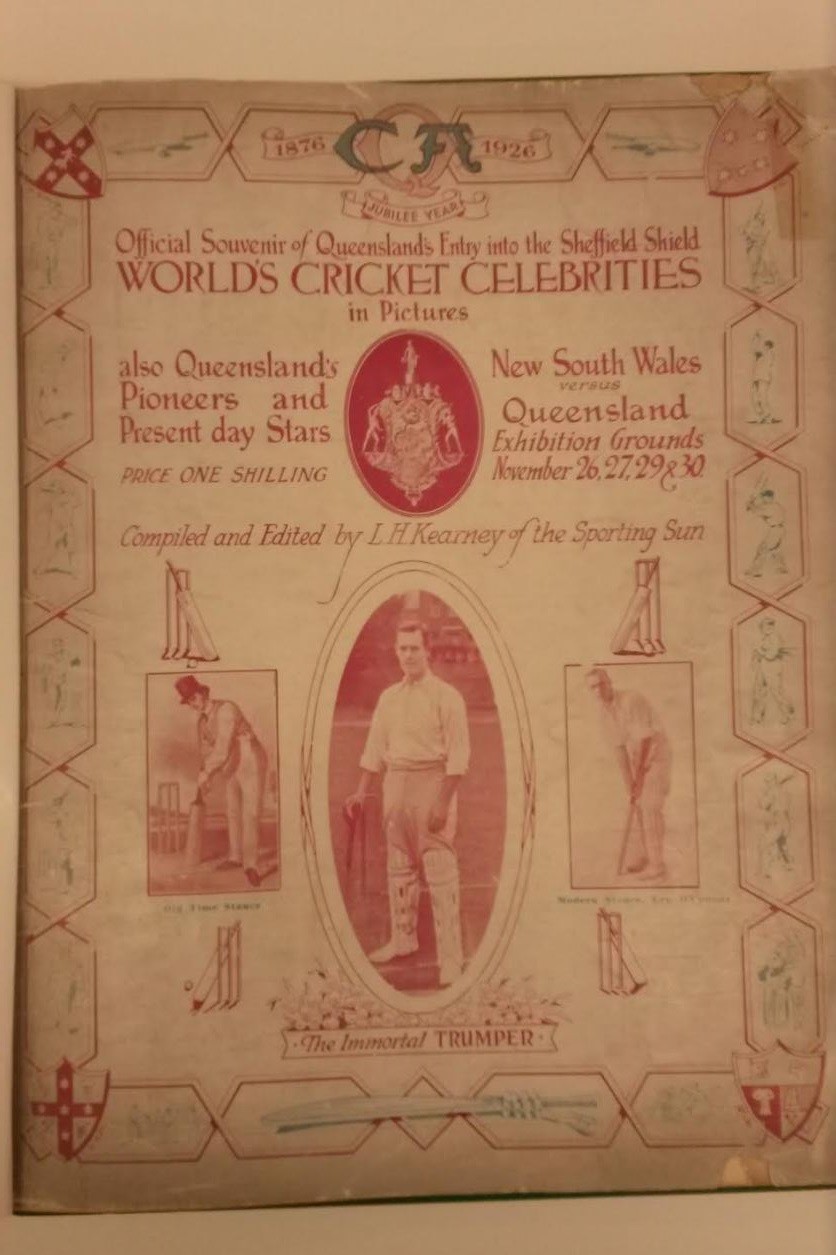 1876 CA 1926
JUBILEE YEAR
Official Souvenir of Queensland's Entry into the Sheffield Shield
WORLD'S CRICKET CELEBRITIES
in Pictures
also Queensland's
Pioneers and
Present day Stars
PRICE ONE SHILLING
New South Wales
versus
Queensland
Exhibition Grounds
November 26, 27, 29 & 30.
Compiled and Edited by L.H. Kearney of the Sporting Sun
Old Time Stance
Modern Stance,
The Immortal TRUMPER